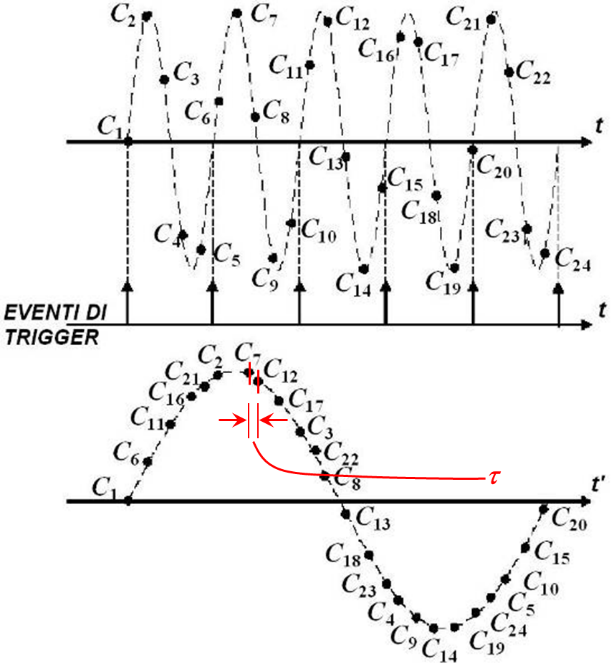 C2
C7
C12
C21
C16
C17
C11
C3
C22
C6
C8
C1
t
C13
C20
C15
C18
C10
C4
C5
C23
C9
C14
C19
C24
EVENTI DI
TRIGGER
t
C7
C2
C12
C21
C16
C17
C11
C3
C22
C6
C8
τ
C1
t'
C13
C20
C18
C15
C23
C10
C4
C5
C9
C24
C14
C19